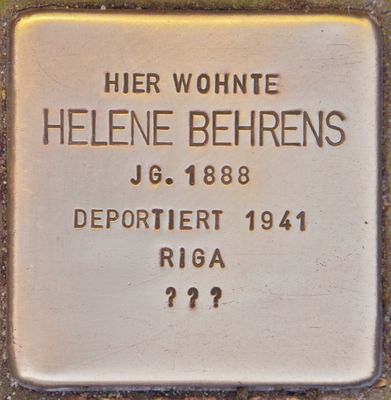 HIER WOHNTE
HELENE BEHRENS
JG. 1888
DEPORTIERT 1941
RIGA
???